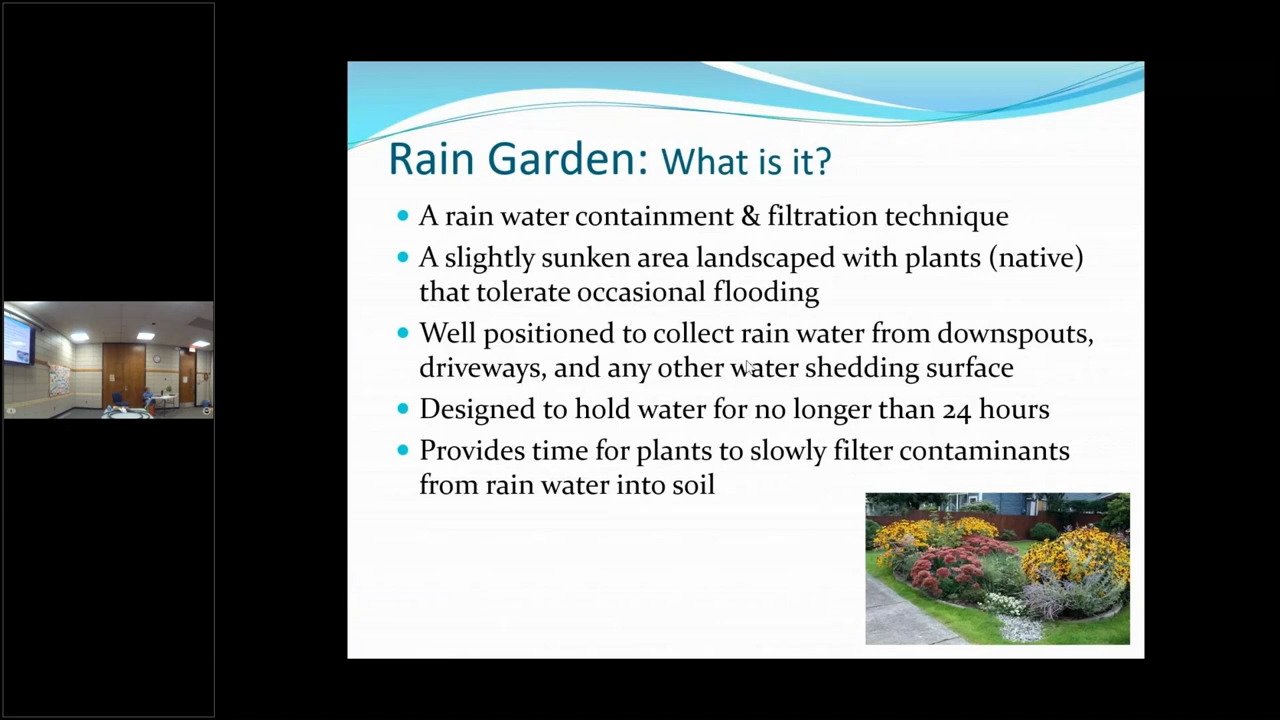 Rain Garden: What is it?
A rain water containment & filtration technique
A slightly sunken area landscaped with plants (native)
that tolerate occasional flooding
Well positioned to collect rain water from downspouts,
driveways, and any other water shedding surface
Designed to hold water for no longer than 24 hours
Provides time for plants to slowly filter contaminants
from rain water into soil